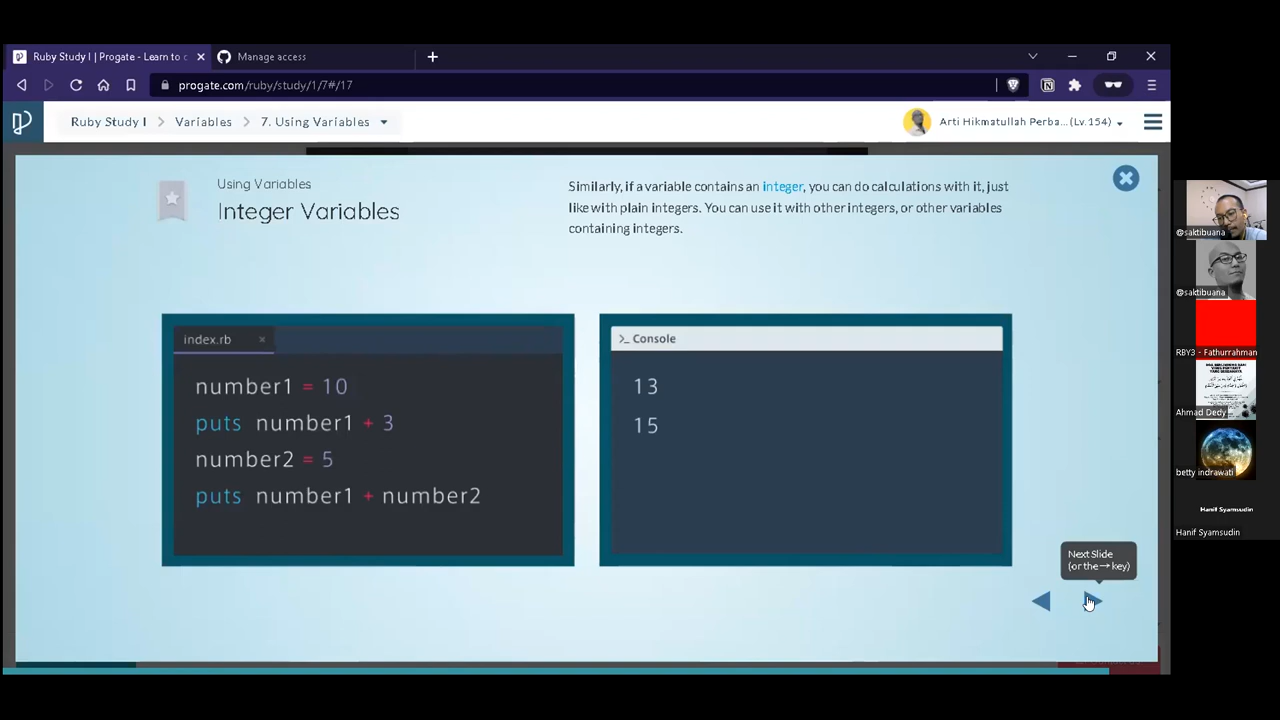 Ruby Study I | Progate - Learn to c
Manage access
progate.com/ruby/study/1/7#/17
Ruby Study I
Variables
7. Using Variables
Arti Hikmatullah Perba...(Lv.154)
Using Variables
Integer Variables
Similarly, if a variable contains an integer, you can do calculations with it, just
like with plain integers. You can use it with other integers, or other variables
containing integers.
index.rb
number1 = 10
puts number1 + 3
number2 = 5
puts number1 + number2
>_ Console
13
15
Next Slide
(or the → key)
@saktibuana
@saktibuana
RBY3 - Fathurrahman
Ahmad Dedy
betty indrawati
Hanif Syamsudin
Hanif Syamsudin